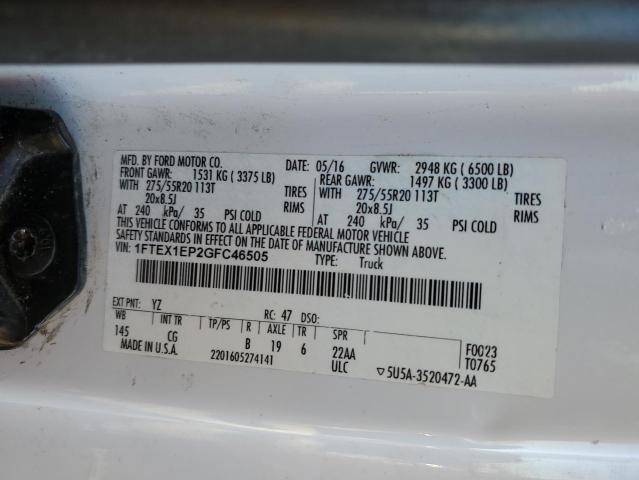 MFD. BY FORD MOTOR CO. DATE: 05/16 GVWR: 2948 KG ( 6500 LB)
FRONT GAWR: 1531 KG ( 3375 LB) REAR GAWR: 1497 KG ( 3300 LB)
WITH 275/55R20 113T TIRES WITH 275/55R20 113T TIRES
20x8.5J RIMS 20x8.5J RIMS
AT 240 kPa/ 35 PSI COLD AT 240 kPa/ 35 PSI COLD
THIS VEHICLE CONFORMS TO ALL APPLICABLE FEDERAL MOTOR VEHICLE
SAFETY STANDARDS IN EFFECT ON THE DATE OF MANUFACTURE SHOWN ABOVE.
VIN: 1FTEX1EP2GFC46505 TYPE: Truck
EXT PNT: YZ RC: 47 DSO:
WB INT TR TP/PS R AXLE TR SPR F0023
145 CG B 19 6 22AA T0765
MADE IN U.S.A. 2201605274141 ULC ▽5U5A-3520472-AA